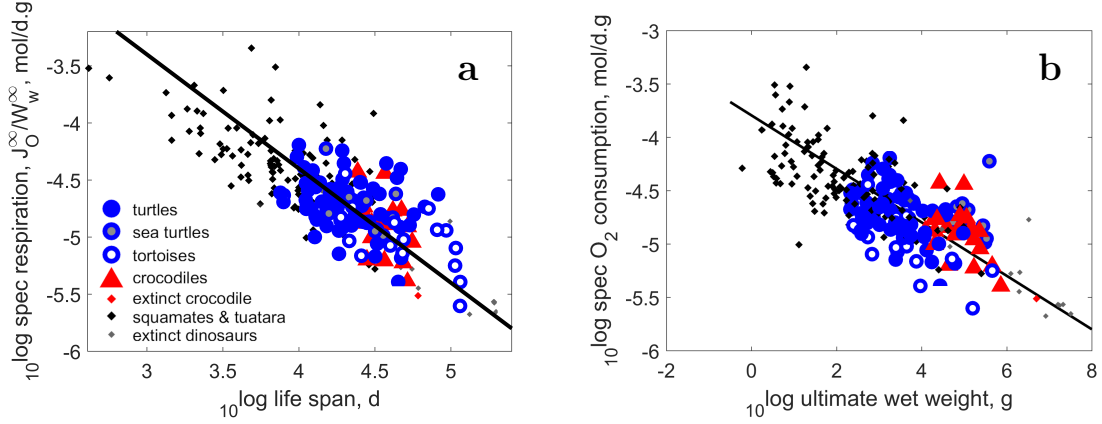 10log spec respiration, J_O^∞/W_w^∞, mol/d.g
-3.5
-4
-4.5
-5
-5.5
-6
a
turtles
sea turtles
tortoises
crocodiles
extinct crocodile
squamates & tuatara
extinct dinosaurs
3
3.5
4
4.5
5
10log life span, d
10log spec O2 consumption, mol/d.g
-3
-3.5
-4
-4.5
-5
-5.5
-6
b
-2
0
2
4
6
8
10log ultimate wet weight, g